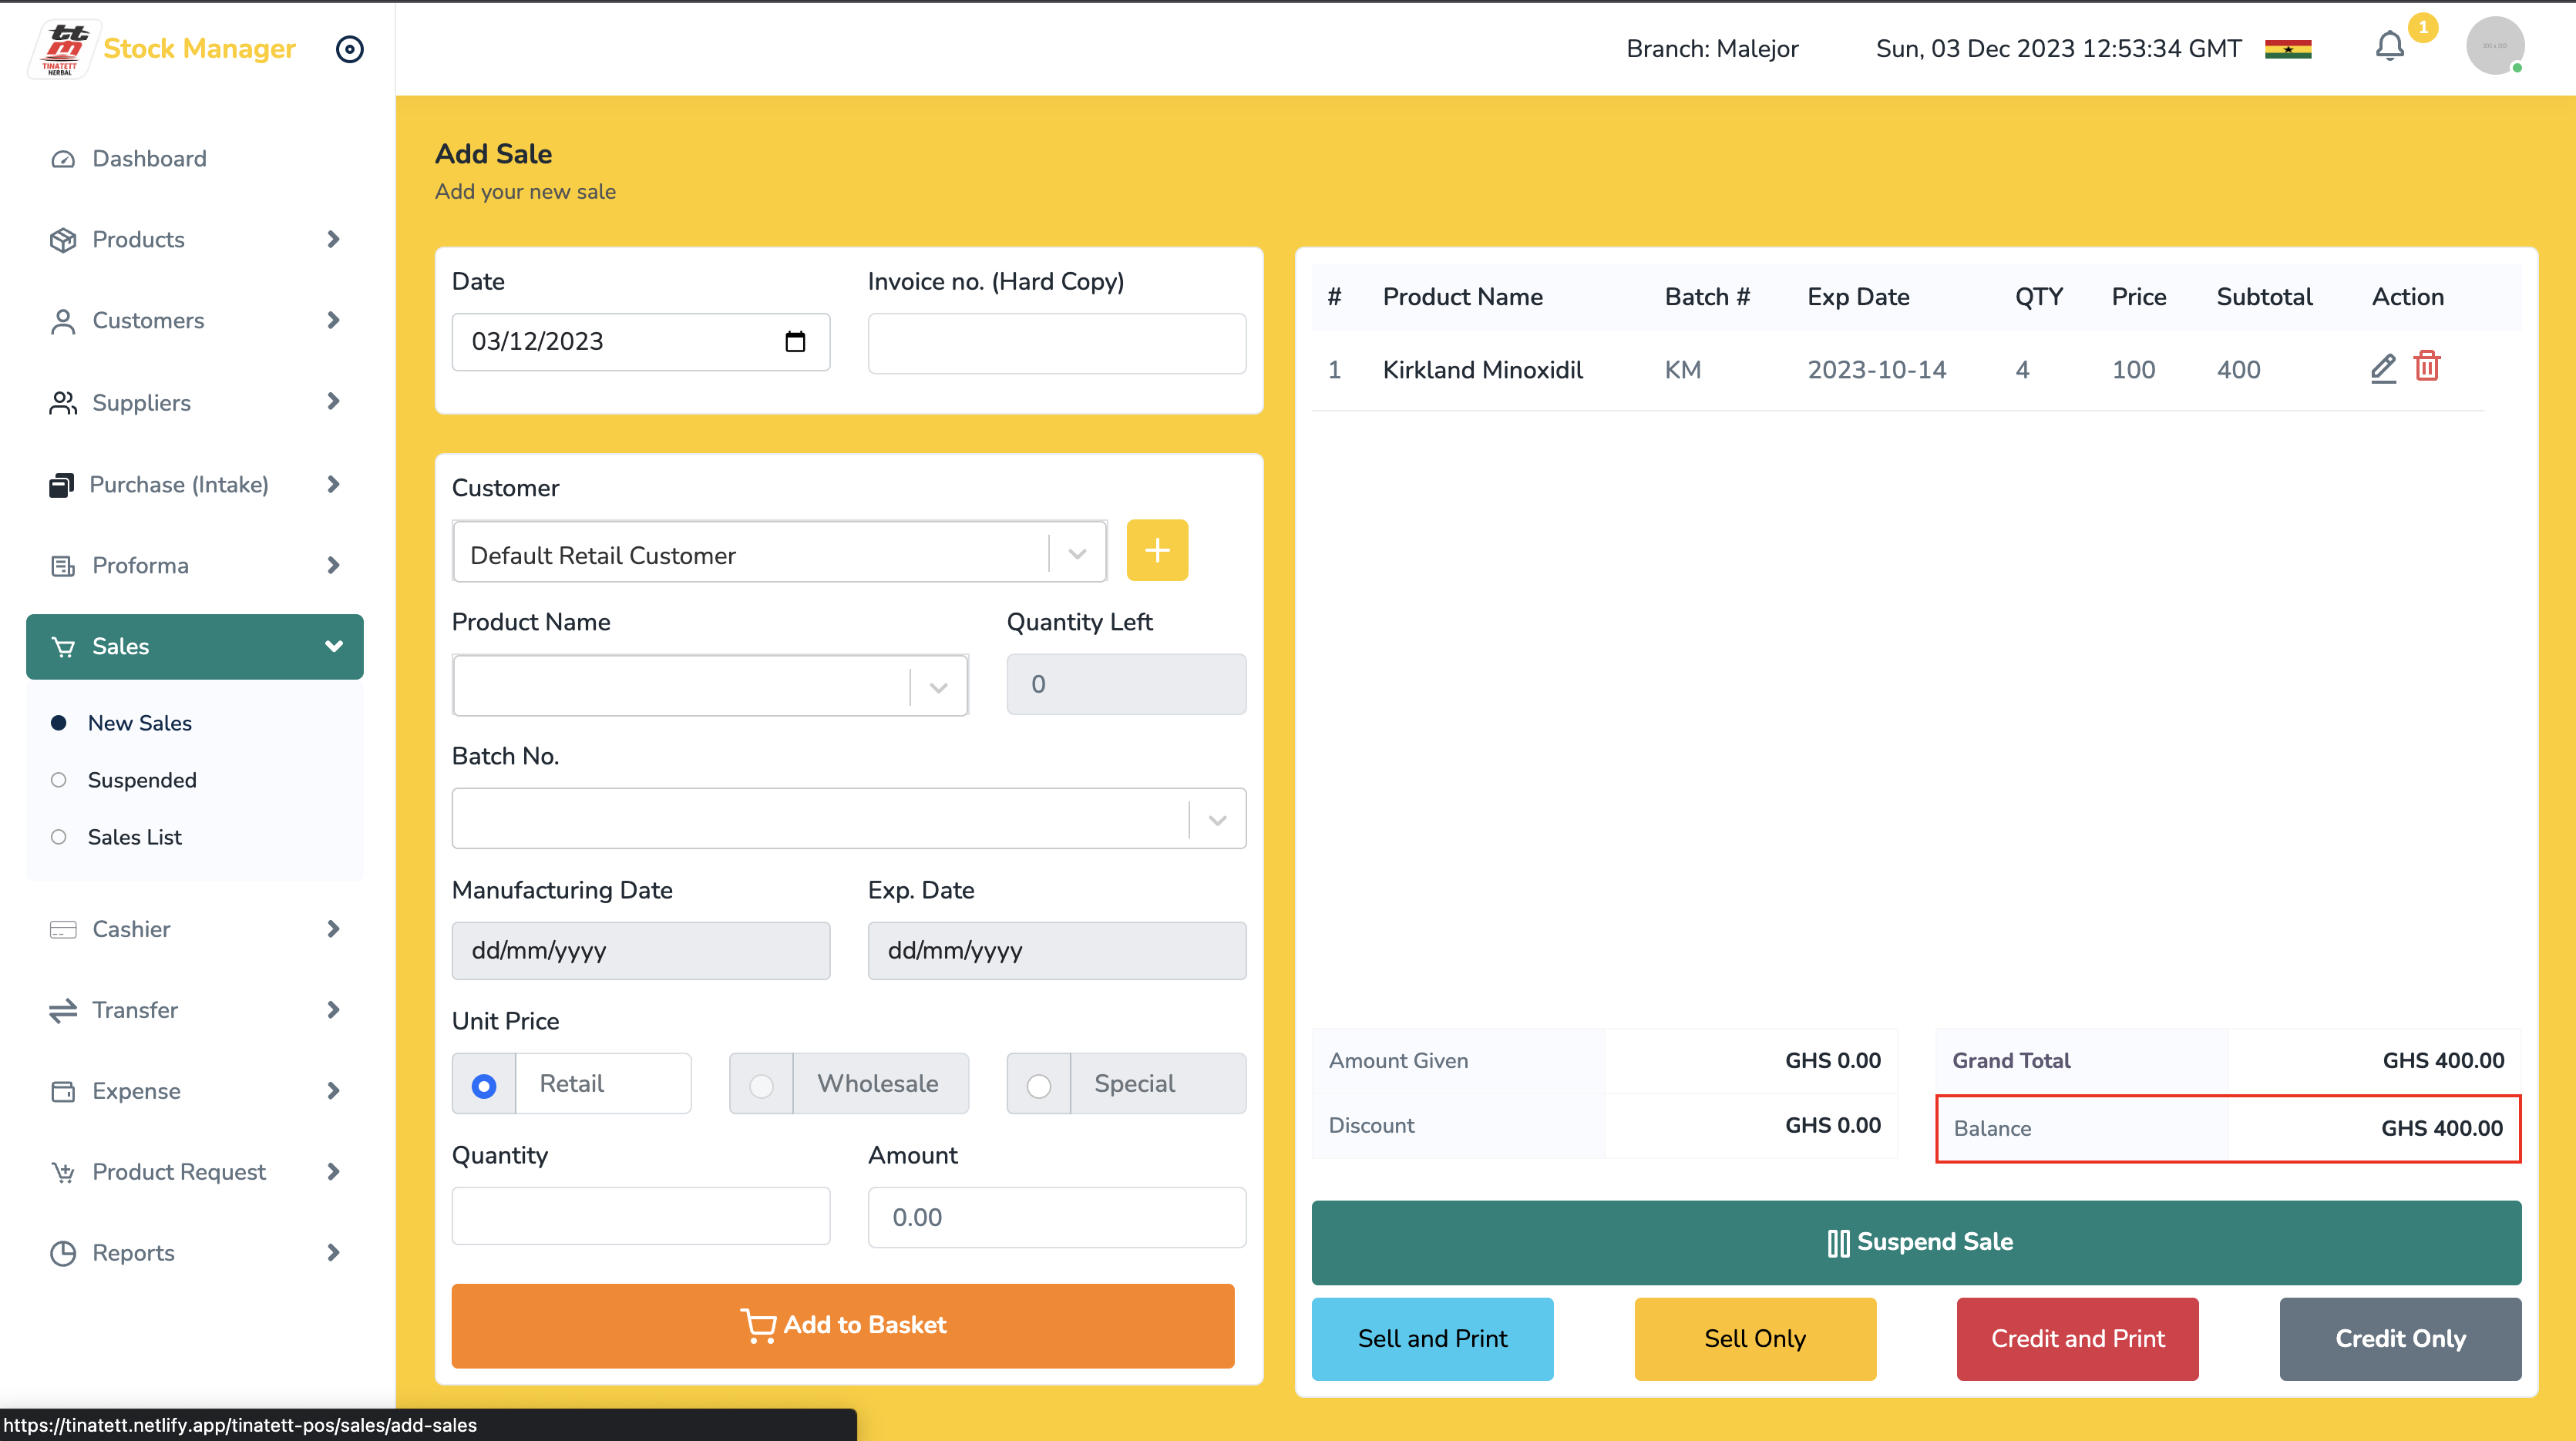 ttm
TINATETT
HERBAL
Stock Manager
Branch: Malejor
Sun, 03 Dec 2023 12:53:34 GMT
1
Dashboard
Products
Customers
Suppliers
Purchase (Intake)
Proforma
Sales
New Sales
Suspended
Sales List
Cashier
Transfer
Expense
Product Request
Reports
Add Sale
Add your new sale
Date
Invoice no. (Hard Copy)
03/12/2023
Customer
Default Retail Customer
Product Name
Quantity Left
0
Batch No.
Manufacturing Date
Exp. Date
dd/mm/yyyy
dd/mm/yyyy
Unit Price
Retail
Wholesale
Special
Quantity
Amount
0.00
Add to Basket
# Product Name Batch # Exp Date QTY Price Subtotal Action
1 Kirkland Minoxidil KM 2023-10-14 4 100 400
Amount Given GHS 0.00
Discount GHS 0.00
Grand Total GHS 400.00
Balance GHS 400.00
Suspend Sale
Sell and Print
Sell Only
Credit and Print
Credit Only
https://tinatett.netlify.app/tinatett-pos/sales/add-sales